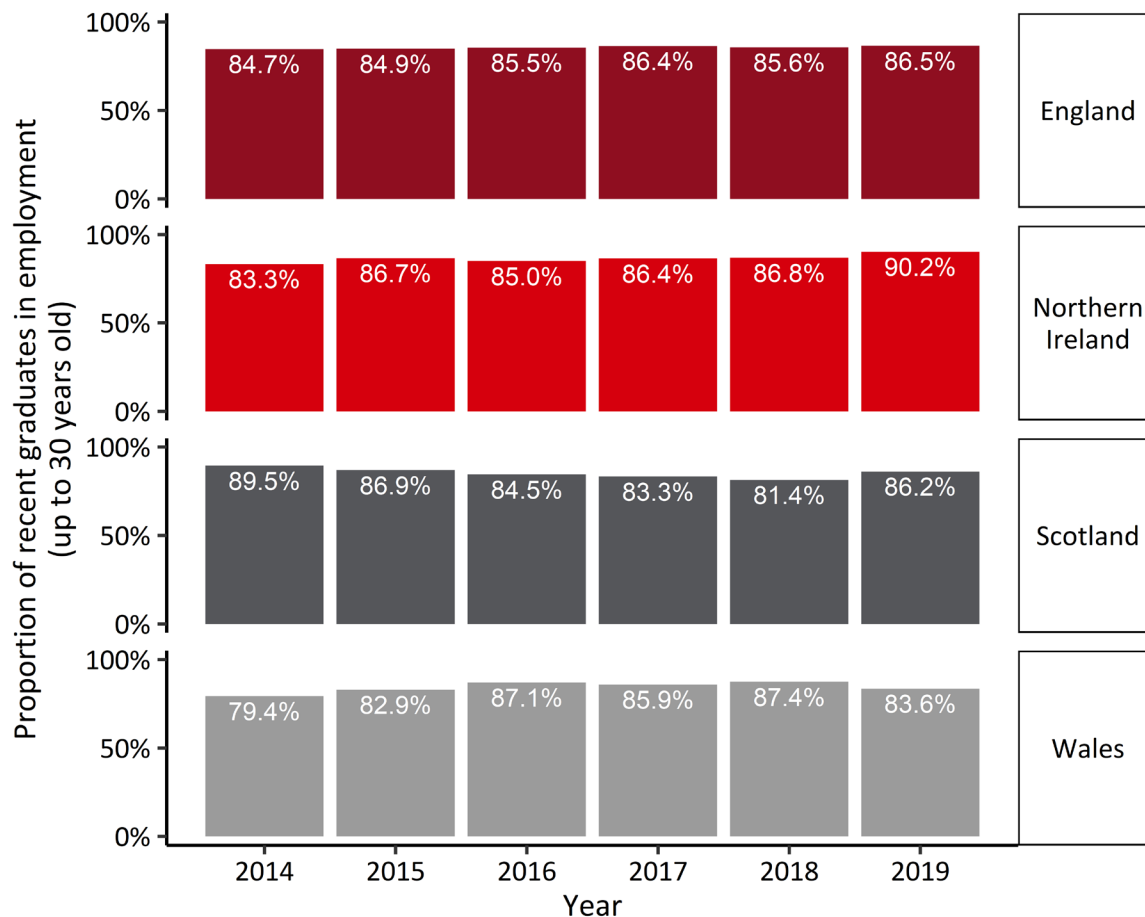 Proportion of recent graduates in employment
(up to 30 years old)
100%
50%
0%
84.7% 84.9% 85.5% 86.4% 85.6% 86.5%
England
100%
50%
0%
83.3% 86.7% 85.0% 86.4% 86.8% 90.2%
Northern
Ireland
100%
50%
0%
89.5% 86.9% 84.5% 83.3% 81.4% 86.2%
Scotland
100%
50%
0%
79.4% 82.9% 87.1% 85.9% 87.4% 83.6%
Wales
2014 2015 2016 2017 2018 2019
Year